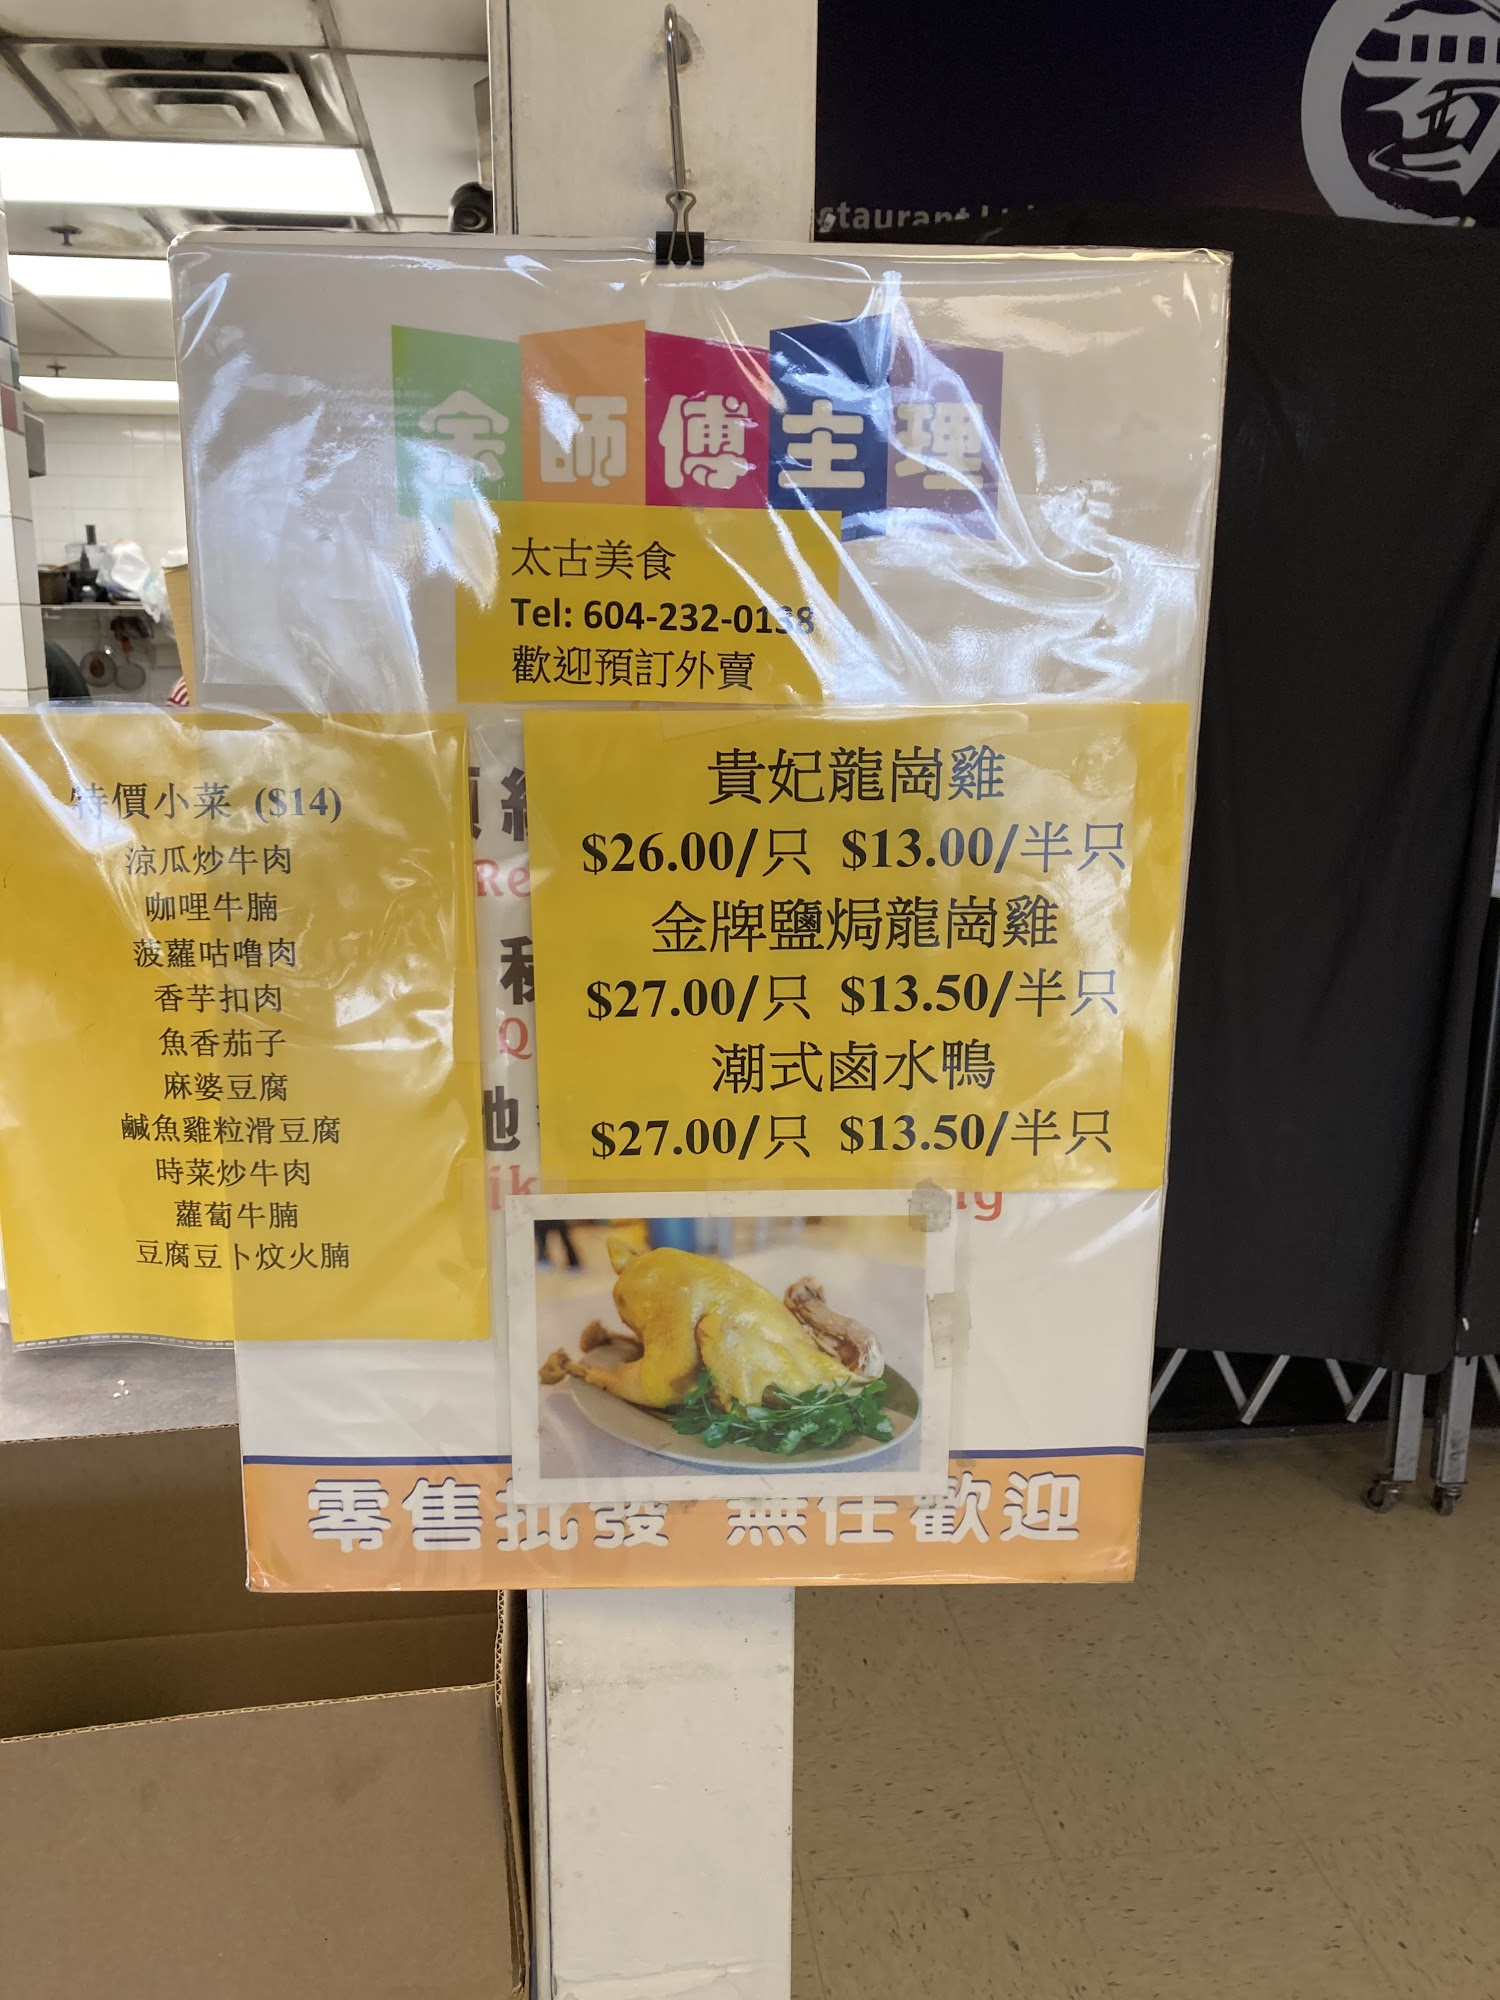 staurant
余師傅主理
太古美食
Tel: 604-232-0138
歡迎預訂外賣
特價小菜 ($14)
涼瓜炒牛肉
咖哩牛腩
菠蘿咕嚕肉
香芋扣肉
魚香茄子
麻婆豆腐
鹹魚雞粒滑豆腐
時菜炒牛肉
蘿蔔牛腩
豆腐豆卜炆火腩
Re
Q
地
ik
貴妃龍崗雞
$26.00/只 $13.00/半只
金牌鹽焗龍崗雞
$27.00/只 $13.50/半只
潮式鹵水鴨
$27.00/只 $13.50/半只
ng
零售批發 無任歡迎